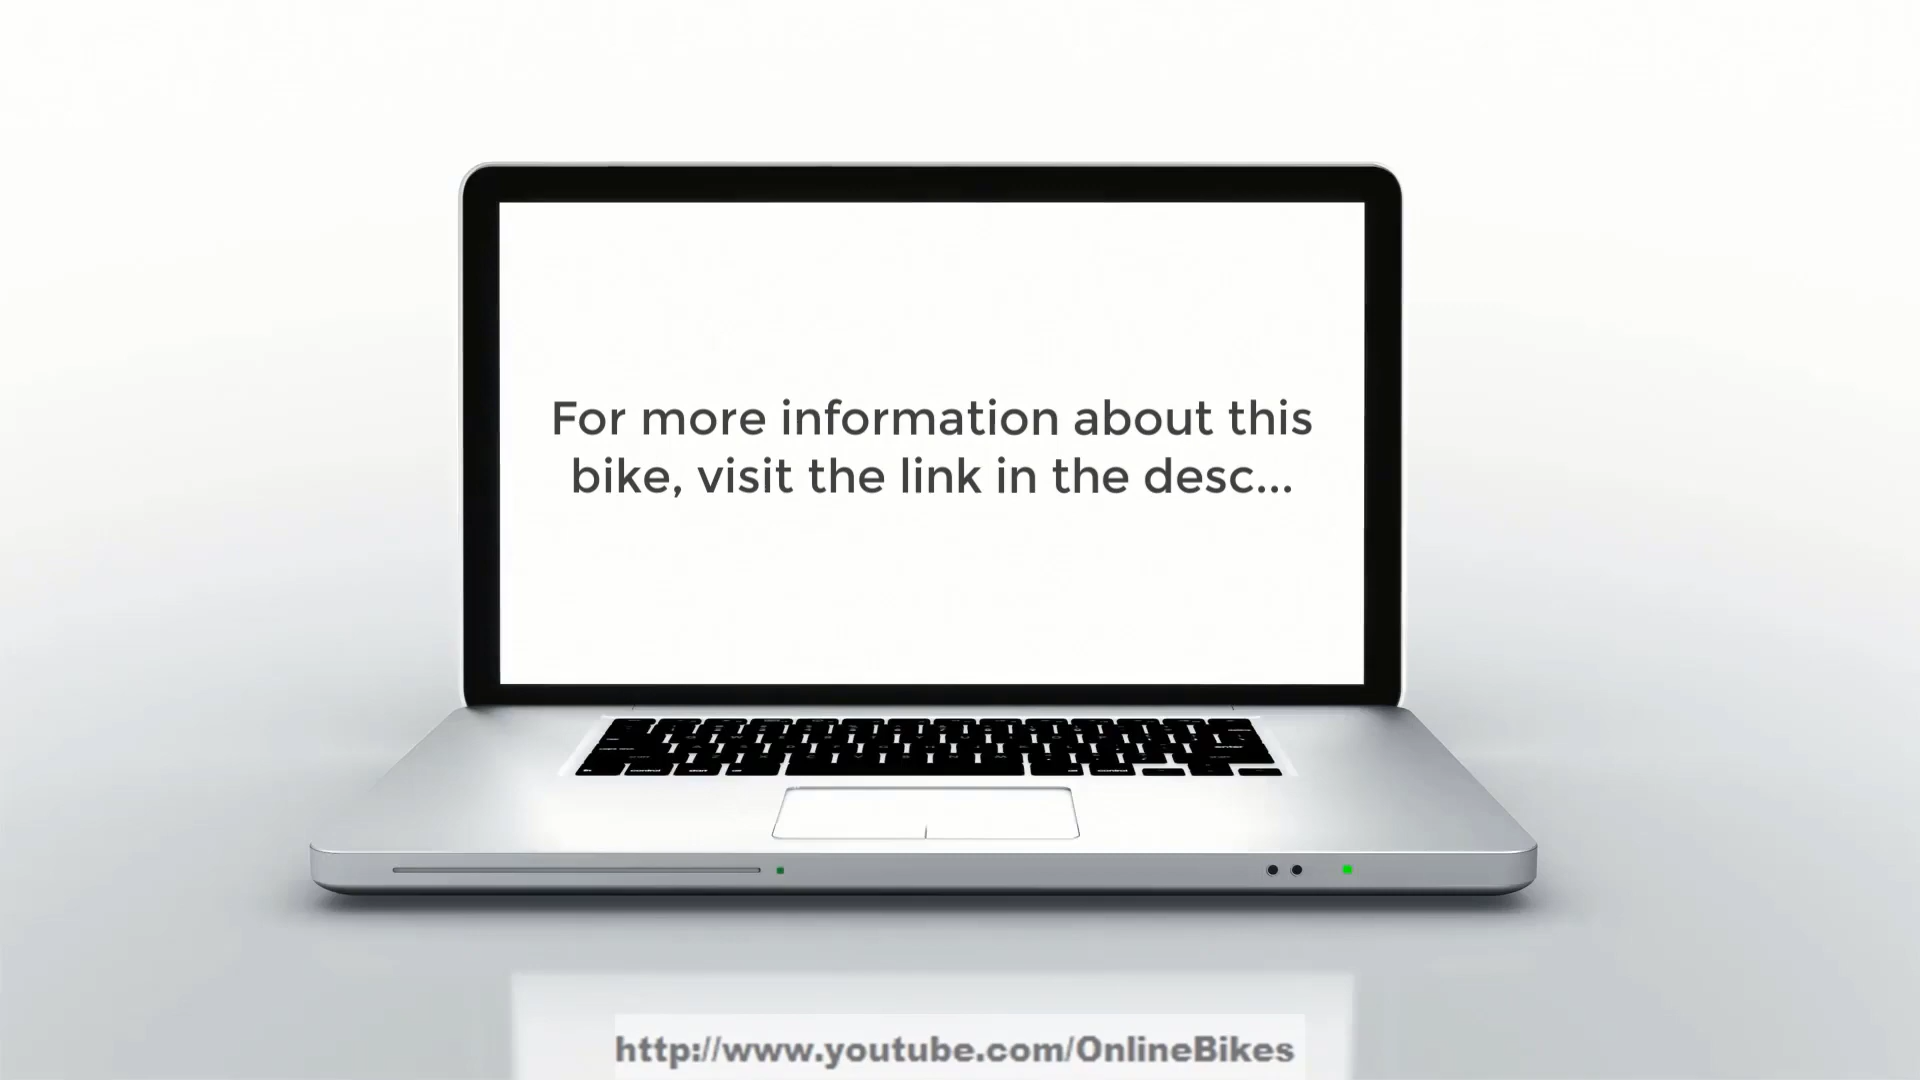 For more information about this
bike, visit the link in the desc...
http://www.youtube.com/OnlineBikes